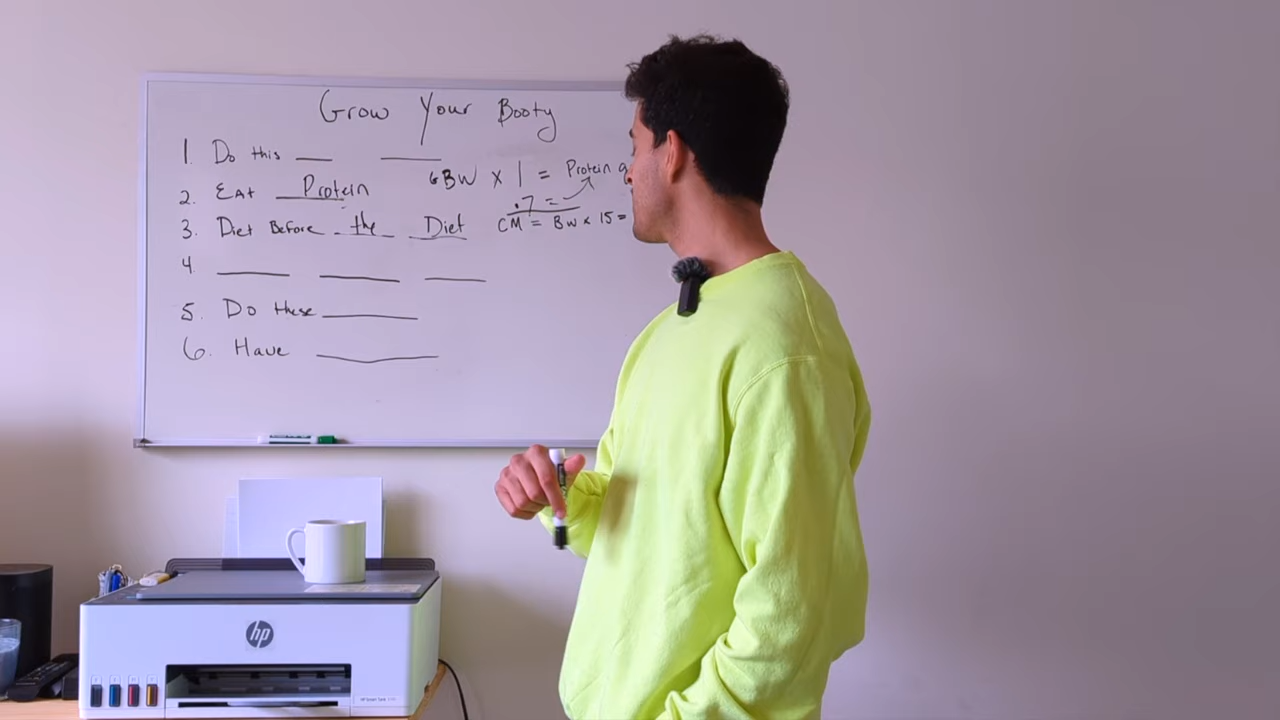 Grow Your Booty
1. Do this ___ ___
2. Eat Protein GBW x 1 = Protein g
.7 =
3. Diet Before the Diet CM = BW x 15 =
4 ___ ___ ___
5. Do these ___
6. Have ___
hp